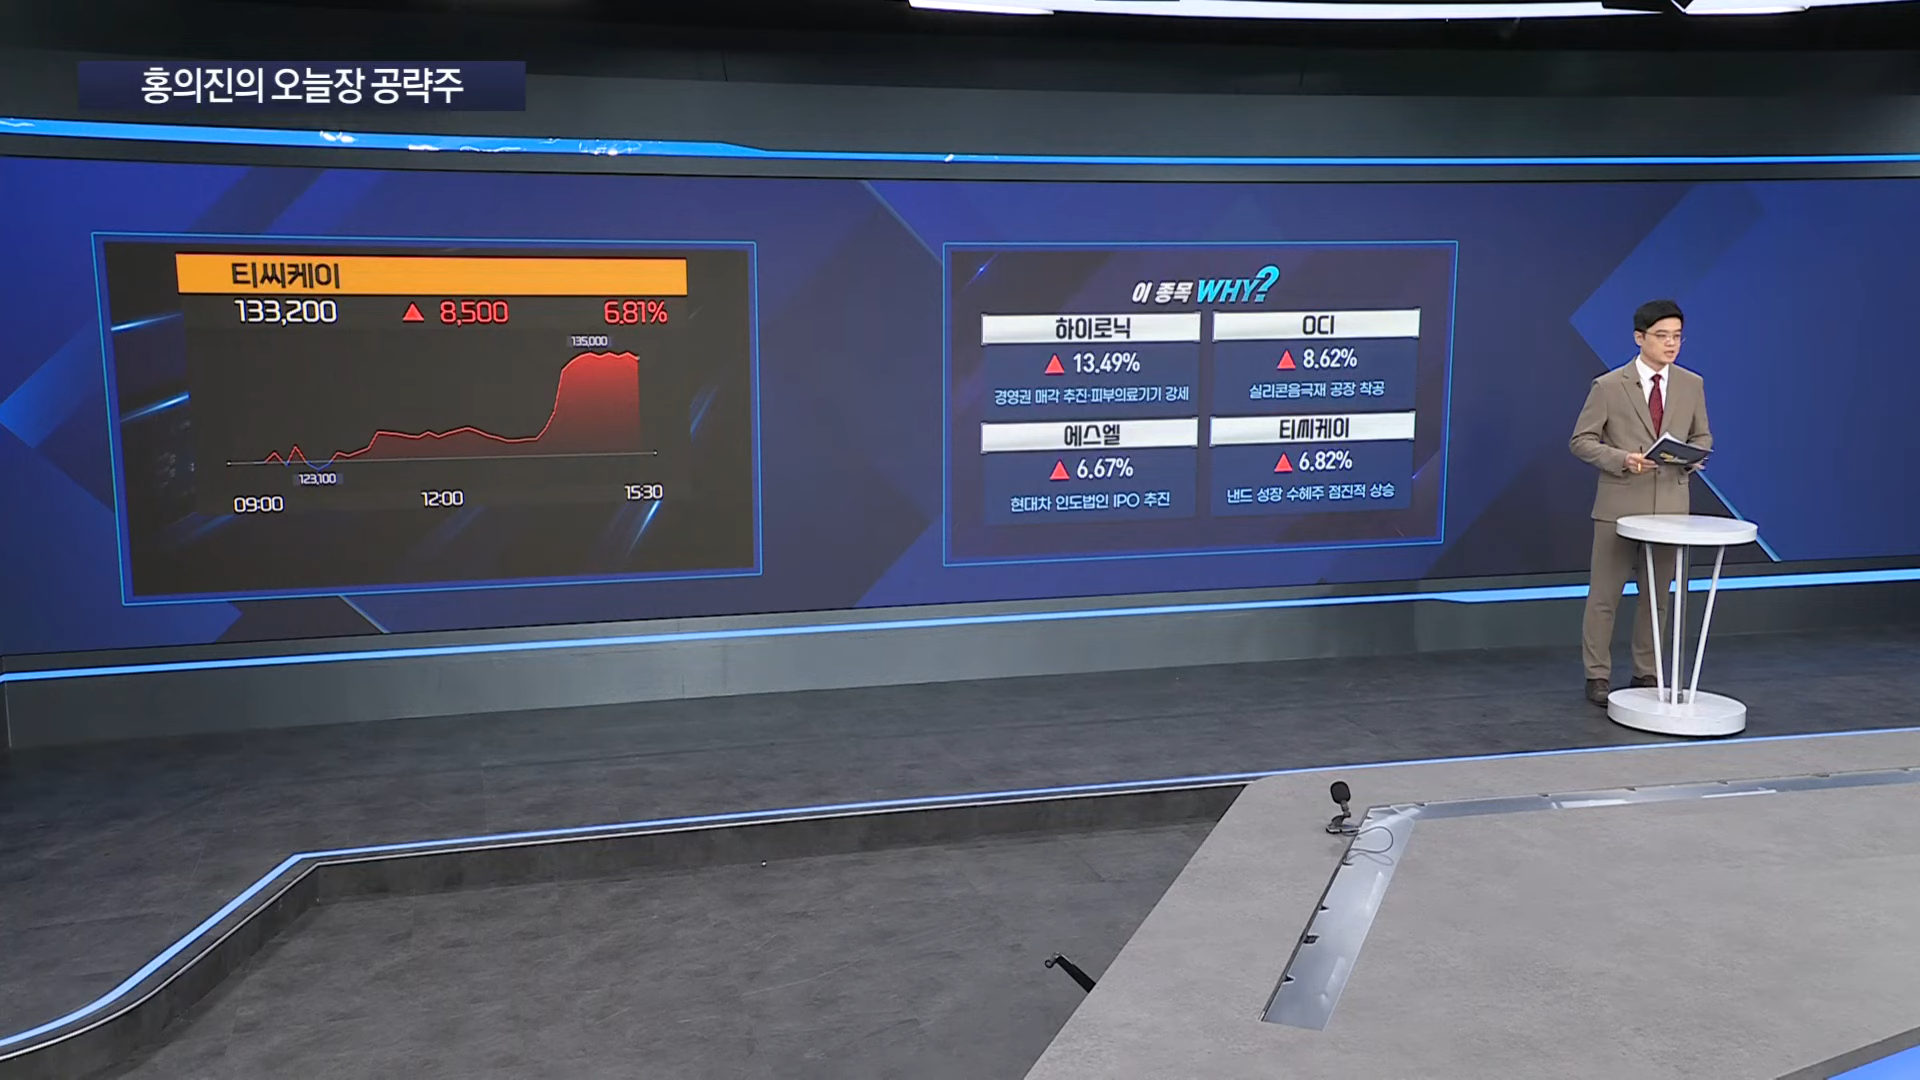 홍의진의 오늘장 공략주
티씨케이
133,200 ▲ 8,500 6.81%
135,000
123,100
09:00 12:00 15:30
이 종목 WHY?
하이로닉
▲ 13.49%
경영권 매각 추진·피부의료기기 강세
OCI
▲ 8.62%
실리콘음극재 공장 착공
에스엘
▲ 6.67%
현대차 인도법인 IPO 추진
티씨케이
▲ 6.82%
낸드 성장 수혜주 점진적 상승